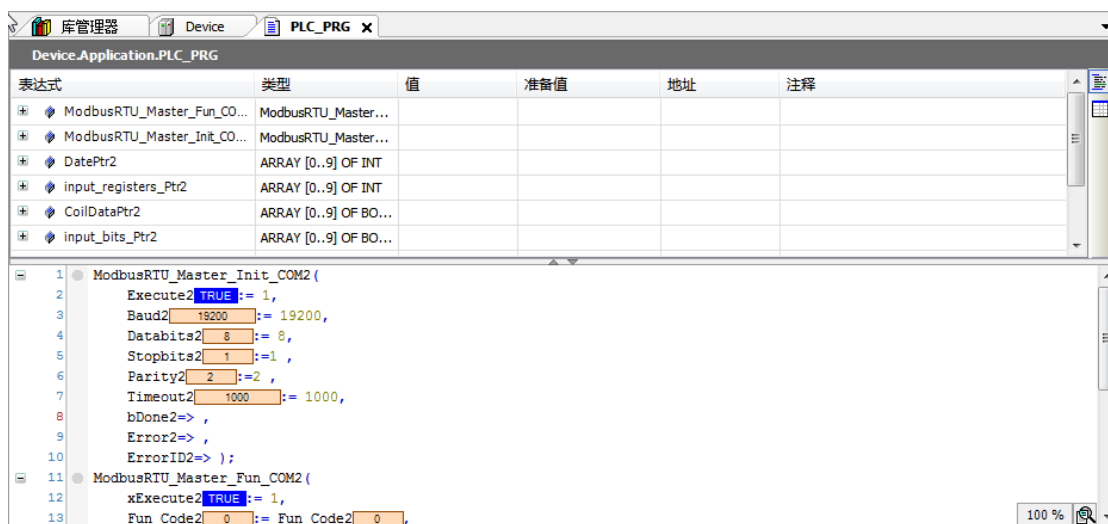 库管理器 Device PLC_PRG
Device.Application.PLC_PRG
表达式 类型 值 准备值 地址 注释
ModbusRTU_Master_Fun_CO... ModbusRTU_Master...
ModbusRTU_Master_Init_CO... ModbusRTU_Master...
DatePtr2 ARRAY [0..9] OF INT
input_registers_Ptr2 ARRAY [0..9] OF INT
CoilDataPtr2 ARRAY [0..9] OF BO...
input_bits_Ptr2 ARRAY [0..9] OF BO...
1 ModbusRTU_Master_Init_COM2(
2 Execute2 TRUE := 1,
3 Baud2 19200 := 19200,
4 Databits2 8 := 8,
5 Stopbits2 1 :=1 ,
6 Parity2 2 :=2 ,
7 Timeout2 1000 := 1000,
8 bDone2=> ,
9 Error2=> ,
10 ErrorID2=> );
11 ModbusRTU_Master_Fun_COM2(
12 xExecute2 TRUE := 1,
13 Fun_Code2 0 := Fun_Code2 0 ,
100 %